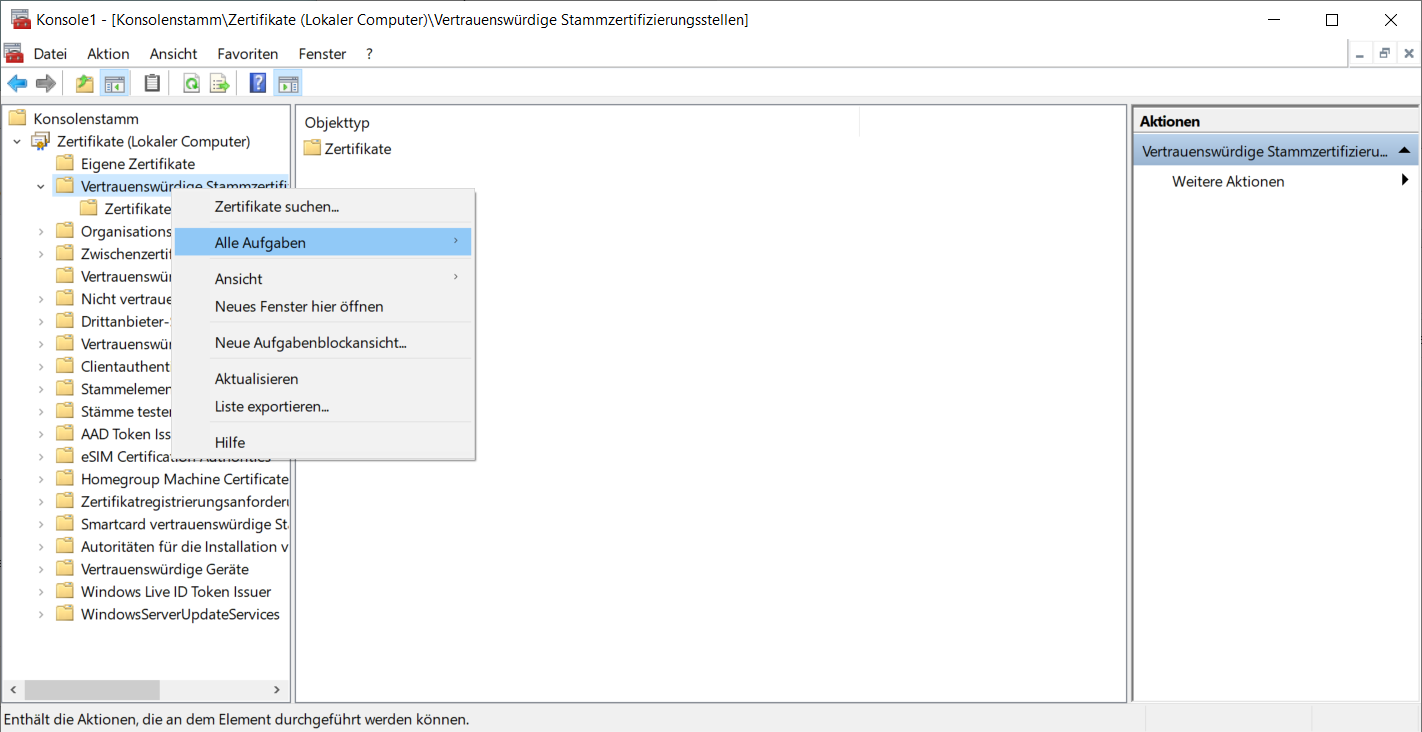 Konsole1 - [Konsolenstamm\Zertifikate (Lokaler Computer)\Vertrauenswürdige Stammzertifizierungsstellen]
Datei Aktion Ansicht Favoriten Fenster ?
Konsolenstamm
Zertifikate (Lokaler Computer)
Eigene Zertifikate
Vertrauenswürdige Stammzertifi
Zertifikate
Organisations
Zwischenzertif
Vertrauenswür
Nicht vertraue
Drittanbieter-
Vertrauenswür
Clientauthent
Stammelemen
Stämme tester
AAD Token Iss
eSIM Certification Authorities
Homegroup Machine Certificate
Zertifikatregistrierungsanforderu
Smartcard vertrauenswürdige St
Autoritäten für die Installation v
Vertrauenswürdige Geräte
Windows Live ID Token Issuer
WindowsServerUpdateServices
Zertifikate suchen...
Alle Aufgaben
Ansicht
Neues Fenster hier öffnen
Neue Aufgabenblockansicht...
Aktualisieren
Liste exportieren...
Hilfe
Objekttyp
Zertifikate
Aktionen
Vertrauenswürdige Stammzertifizieru...
Weitere Aktionen
Enthält die Aktionen, die an dem Element durchgeführt werden können.